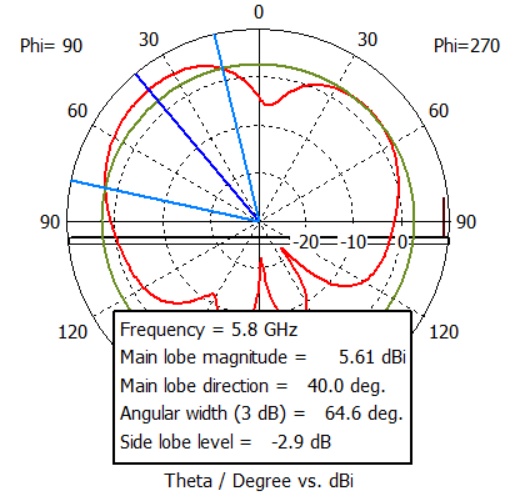 0
Phi= 90 30 30 Phi=270
60 60
90 -20 -10 0 90
120 120
Frequency = 5.8 GHz
Main lobe magnitude = 5.61 dBi
Main lobe direction = 40.0 deg.
Angular width (3 dB) = 64.6 deg.
Side lobe level = -2.9 dB
Theta / Degree vs. dBi